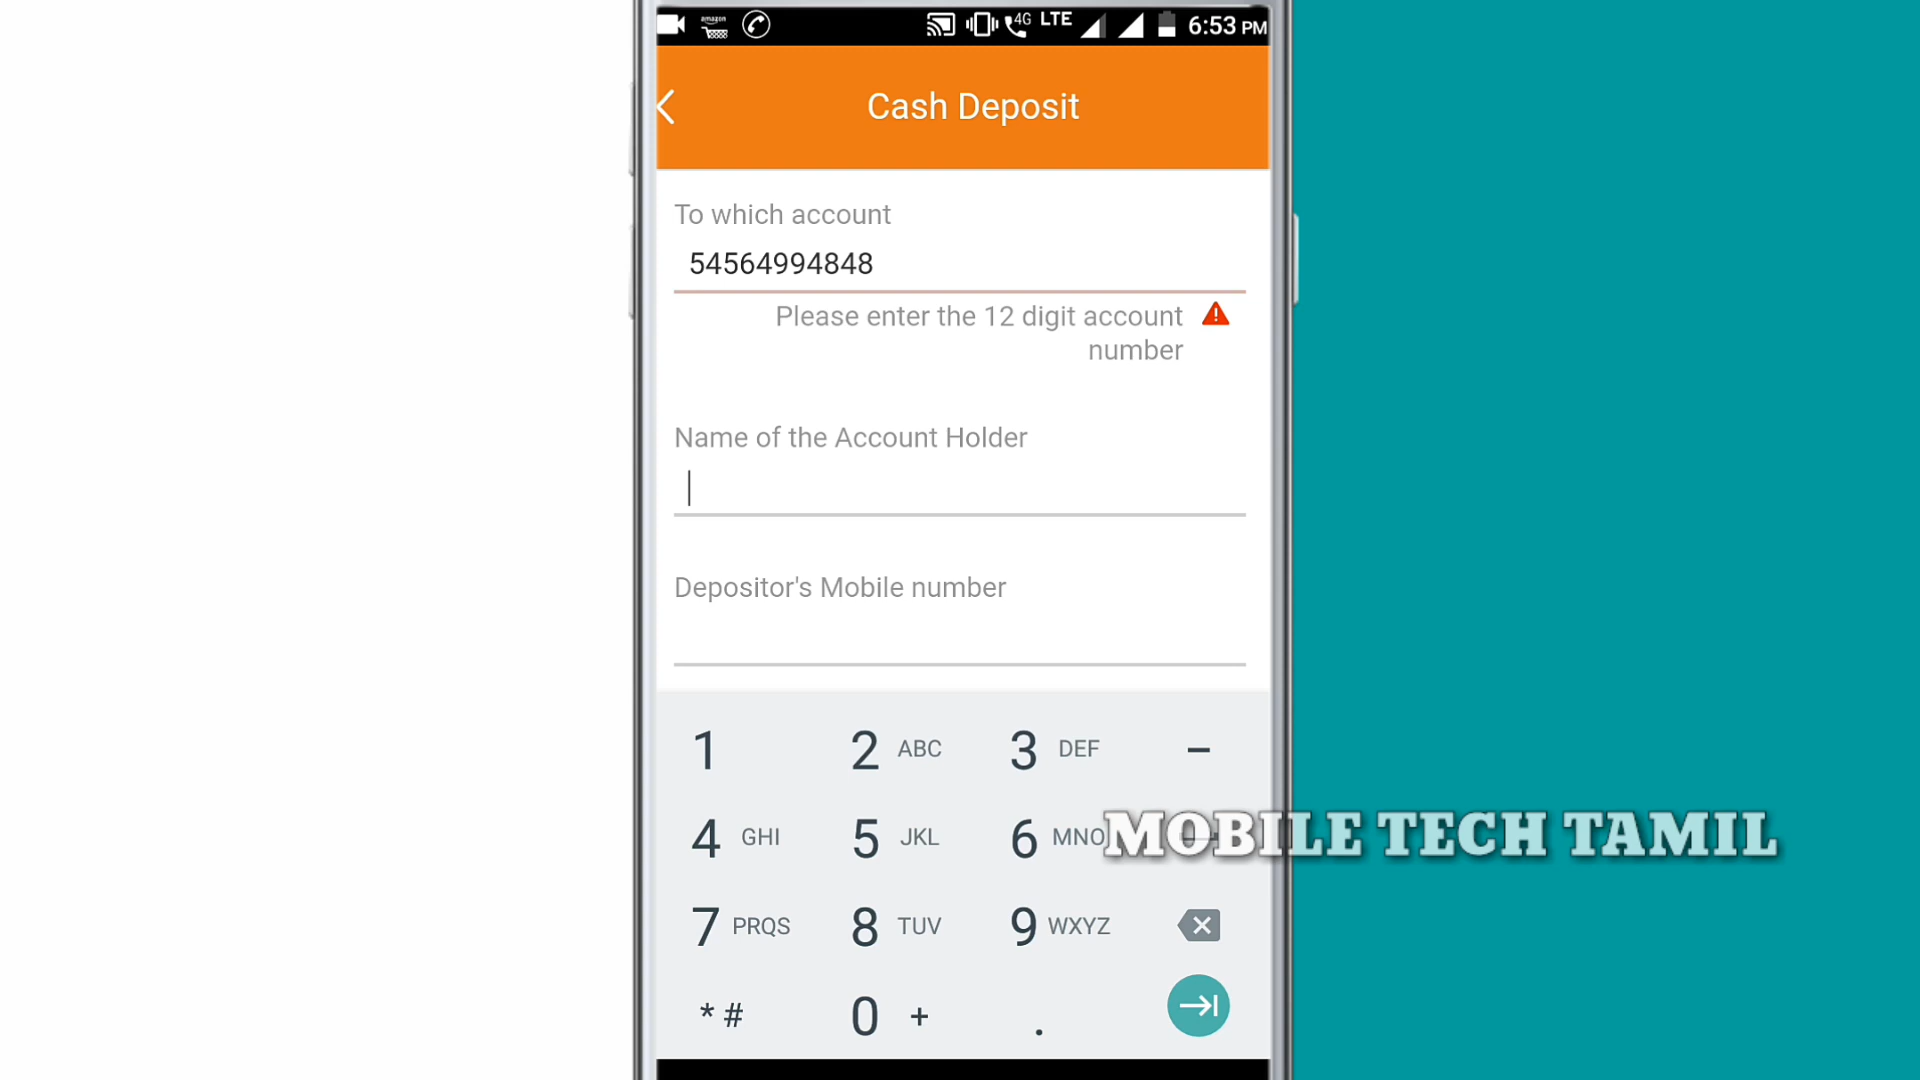 amazon
4G LTE 6:53 PM
Cash Deposit
To which account
54564994848
Please enter the 12 digit account
number
Name of the Account Holder
Depositor's Mobile number
1 2 ABC 3 DEF –
4 GHI 5 JKL 6 MNO
MOBILE TECH TAMIL
7 PRQS 8 TUV 9 WXYZ
* # 0 + .